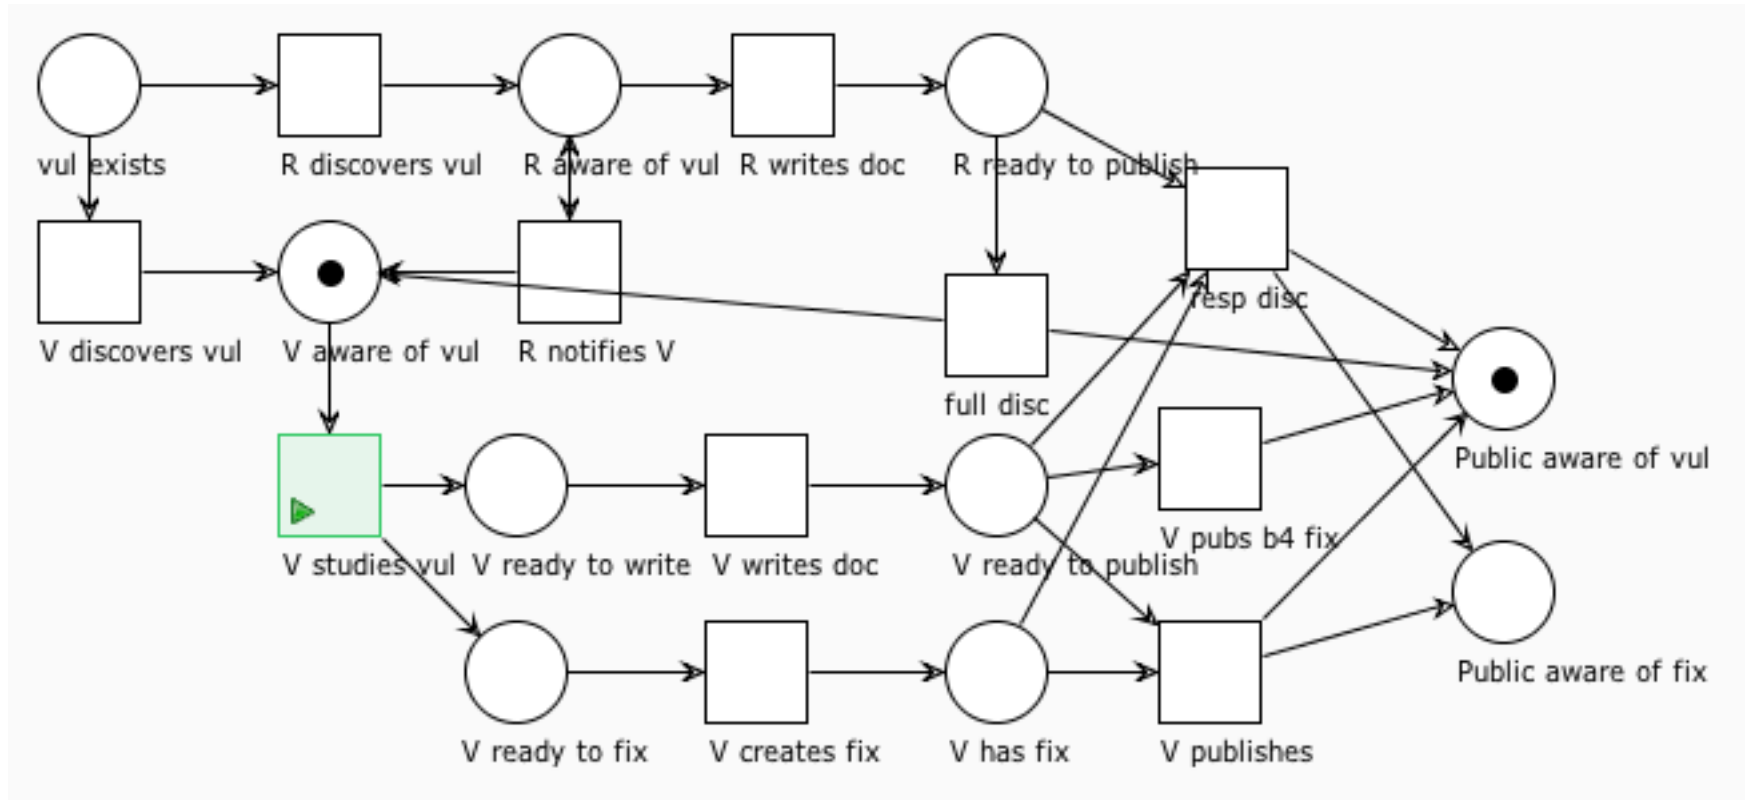 vul exists
R discovers vul
R aware of vul
R writes doc
R ready to publish
resp disc
V discovers vul
V aware of vul
R notifies V
full disc
Public aware of vul
V pubs b4 fix
V studies vul
V ready to write
V writes doc
V ready to publish
Public aware of fix
V ready to fix
V creates fix
V has fix
V publishes